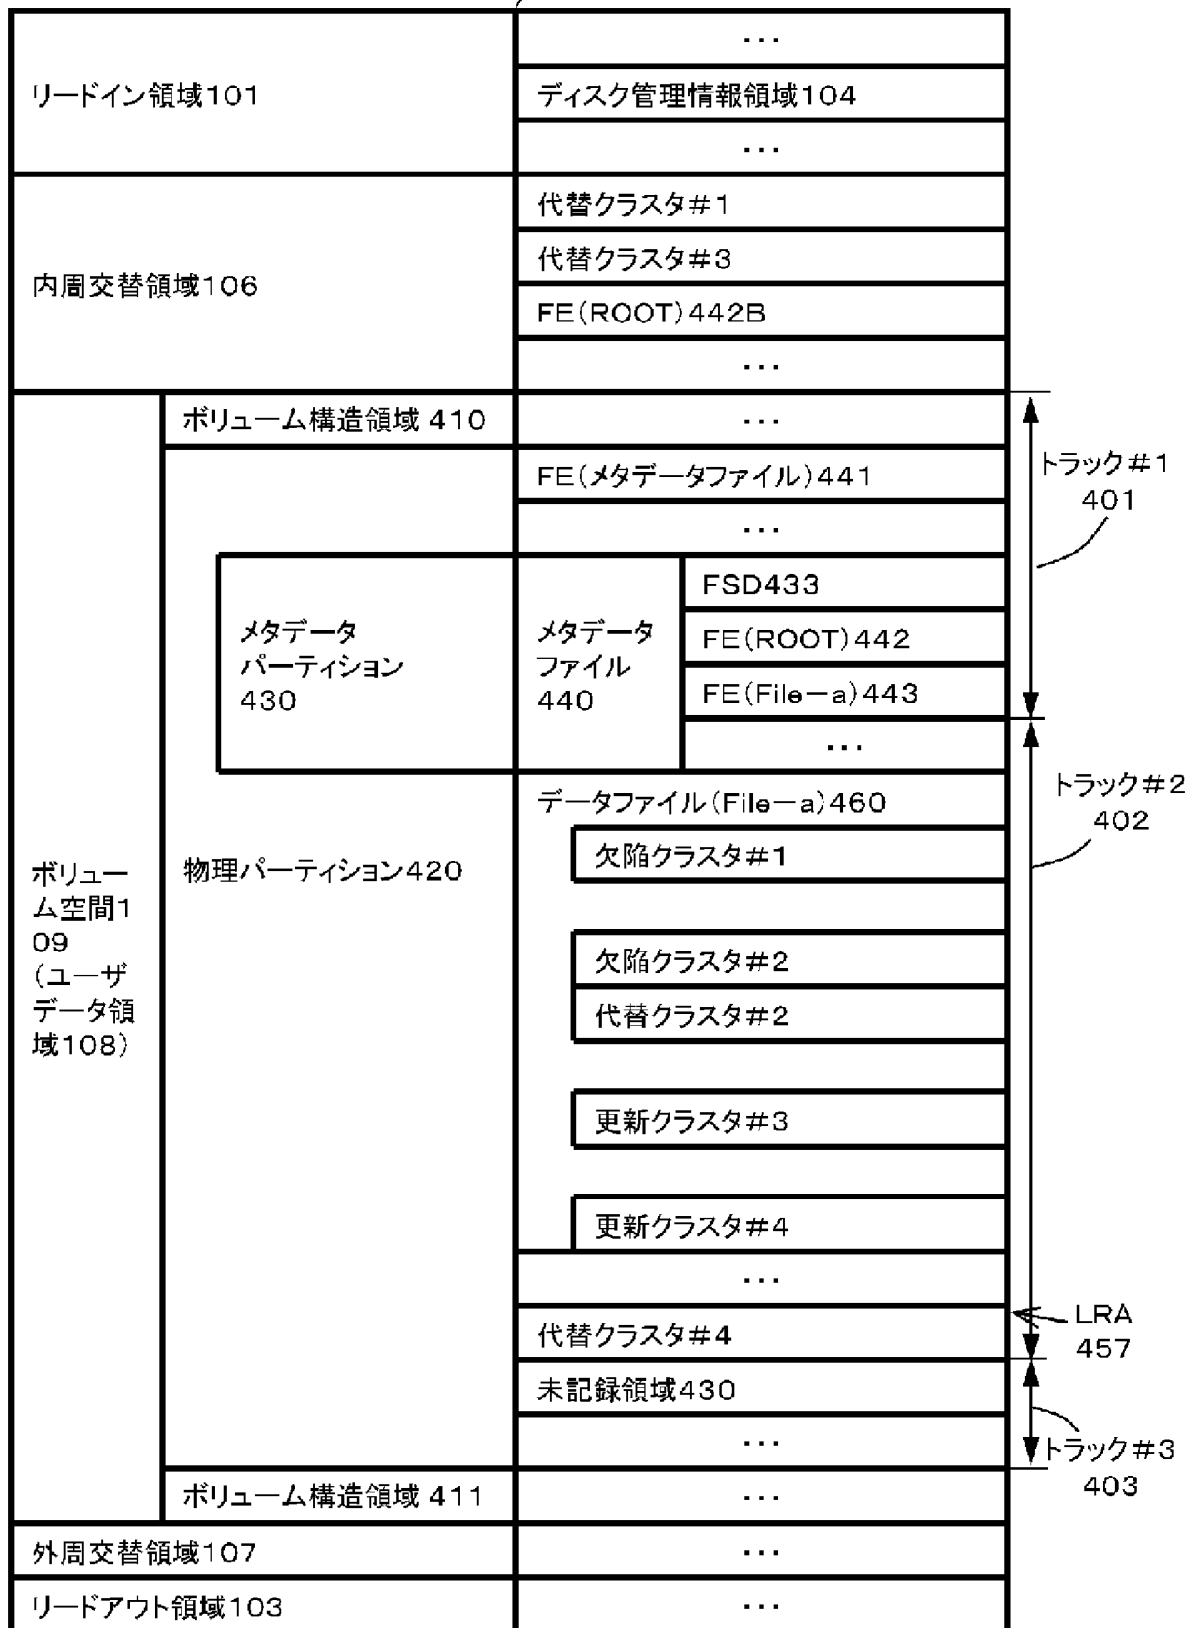 ・・・
リードイン領域101
ディスク管理情報領域104
・・・
代替クラスタ#1
代替クラスタ#3
内周交替領域106
FE(ROOT)442B
・・・
ボリューム構造領域 410
・・・
FE(メタデータファイル)441
・・・
トラック#1
401
メタデータ
パーティション
430
メタデータ
ファイル
440
FSD433
FE(ROOT)442
FE(File-a)443
・・・
トラック#2
402
データファイル(File-a)460
欠陥クラスタ#1
物理パーティション420
ボリュー
ム空間1
09
(ユーザ
データ領
域108)
欠陥クラスタ#2
代替クラスタ#2
更新クラスタ#3
更新クラスタ#4
・・・
LRA
457
代替クラスタ#4
未記録領域430
・・・
トラック#3
403
ボリューム構造領域 411
・・・
外周交替領域107
・・・
リードアウト領域103
・・・